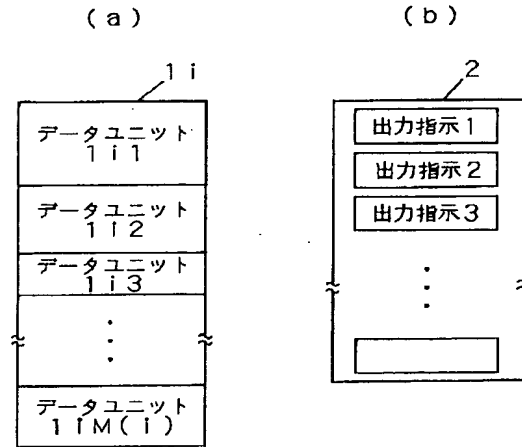 (a)
1i
データユニット
1i1
データユニット
1i2
データユニット
1i3
データユニット
1iM(i)
(b)
2
出力指示1
出力指示2
出力指示3